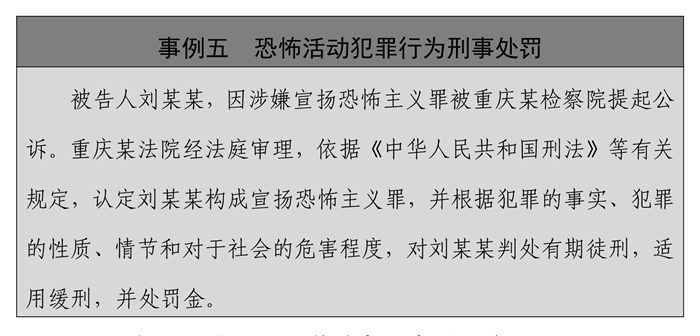 事例五 恐怖活动犯罪行为刑事处罚
被告人刘某某，因涉嫌宣扬恐怖主义罪被重庆某检察院提起公
诉。重庆某法院经法庭审理，依据《中华人民共和国刑法》等有关
规定，认定刘某某构成宣扬恐怖主义罪，并根据犯罪的事实、犯罪
的性质、情节和对于社会的危害程度，对刘某某判处有期徒刑，适
用缓刑，并处罚金。